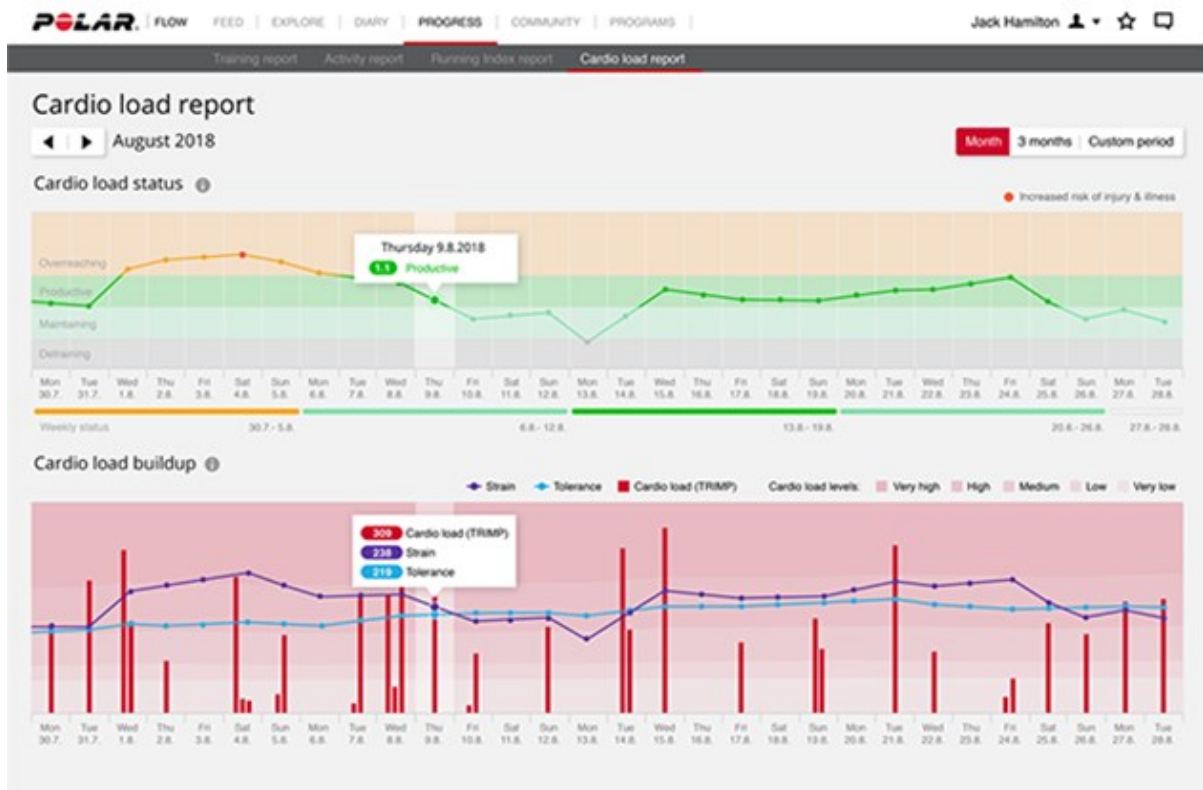 POLAR. FLOW FEED EXPLORE DIARY PROGRESS COMMUNITY PROGRAMS Jack Hamilton
Training report Activity report Running Index report Cardio load report
Cardio load report
August 2018
Month 3 months Custom period
Cardio load status
Increased risk of injury & illness
Thursday 9.8.2018
1.1 Productive
Overreaching
Productive
Maintaining
Detraining
Mon Tue Wed Thu Fri Sat Sun Mon Tue Wed Thu Fri Sat Sun Mon Tue Wed Thu Fri Sat Sun Mon Tue Wed Thu Fri Sat Sun Mon Tue
30.7. 31.7. 1.8. 2.8. 3.8. 4.8. 5.8. 6.8. 7.8. 8.8. 9.8. 10.8. 11.8. 12.8. 13.8. 14.8. 15.8. 16.8. 17.8. 18.8. 19.8. 20.8. 21.8. 22.8. 23.8. 24.8. 25.8. 26.8. 27.8. 28.8.
Weekly status 30.7.- 5.8. 6.8.- 12.8. 13.8.- 19.8. 20.8.- 26.8. 27.8.- 28.8.
Cardio load buildup
Strain Tolerance Cardio load (TRIMP) Cardio load levels: Very high High Medium Low Very low
309 Cardio load (TRIMP)
238 Strain
219 Tolerance
Mon Tue Wed Thu Fri Sat Sun Mon Tue Wed Thu Fri Sat Sun Mon Tue Wed Thu Fri Sat Sun Mon Tue Wed Thu Fri Sat Sun Mon Tue
30.7. 31.7. 1.8. 2.8. 3.8. 4.8. 5.8. 6.8. 7.8. 8.8. 9.8. 10.8. 11.8. 12.8. 13.8. 14.8. 15.8. 16.8. 17.8. 18.8. 19.8. 20.8. 21.8. 22.8. 23.8. 24.8. 25.8. 26.8. 27.8. 28.8.